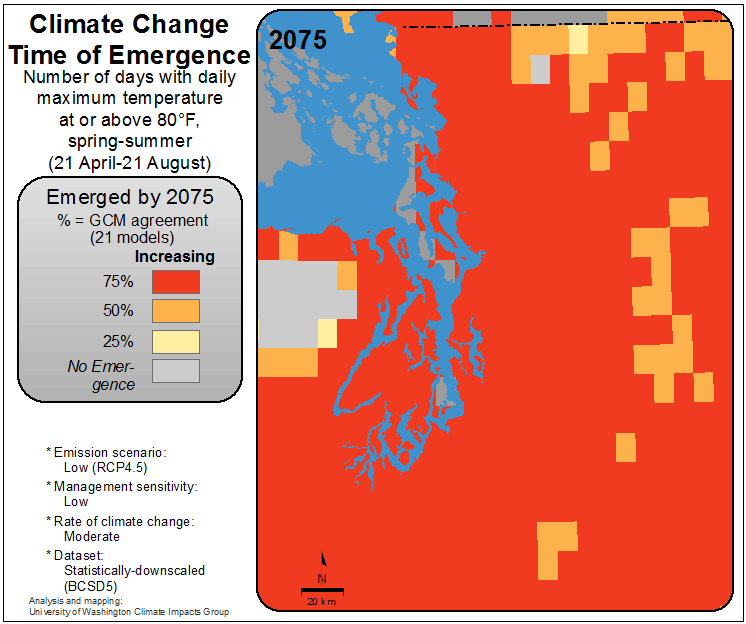 Climate Change
Time of Emergence
Number of days with daily
maximum temperature
at or above 80°F,
spring-summer
(21 April-21 August)
Emerged by 2075
% = GCM agreement
(21 models)
Increasing
75%
50%
25%
No Emer-
gence
* Emission scenario:
Low (RCP4.5)
* Management sensitivity:
Low
* Rate of climate change:
Moderate
* Dataset:
Statistically-downscaled
(BCSD5)
Analysis and mapping:
University of Washington Climate Impacts Group
2075
N
20 km